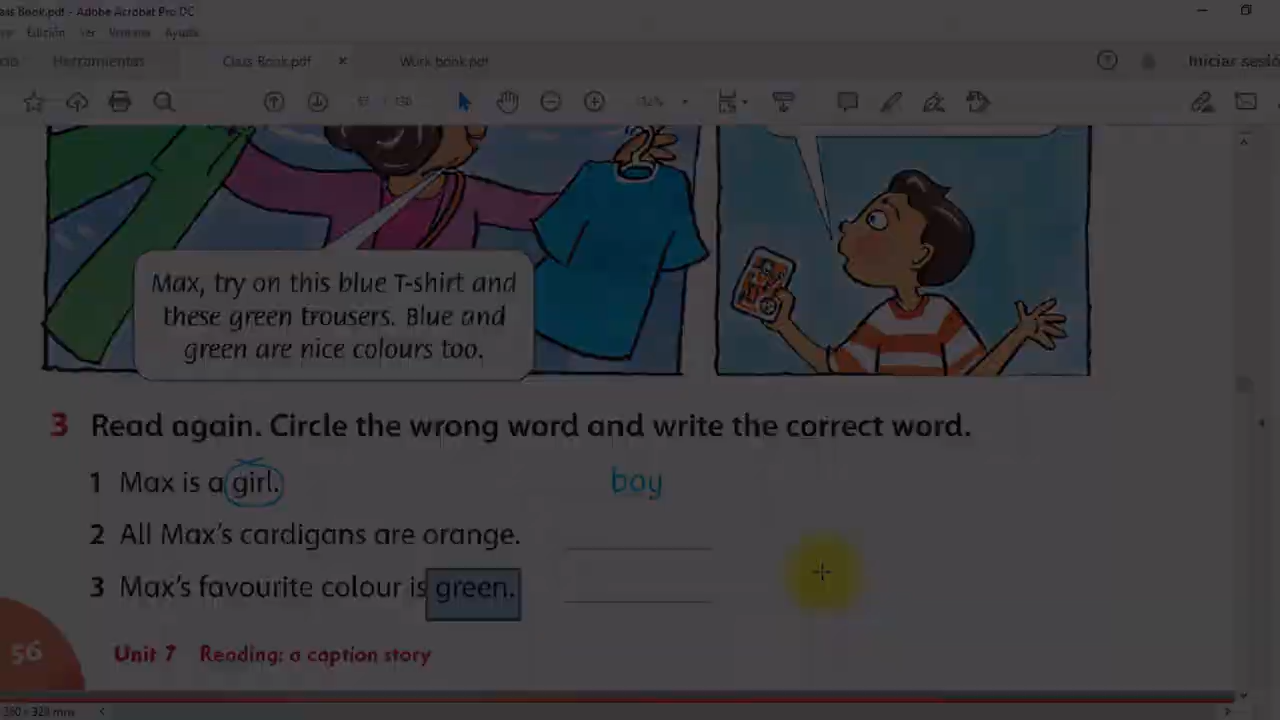 Class Book.pdf - Adobe Acrobat Pro DC
Edición Ver Ventana Ayuda
Herramientas Class Book.pdf × Work book.pdf Iniciar sesió
57 / 130
Max, try on this blue T-shirt and
these green trousers. Blue and
green are nice colours too.
3 Read again. Circle the wrong word and write the correct word.
1 Max is a girl. boy
2 All Max's cardigans are orange.
3 Max's favourite colour is green.
56 Unit 7 Reading: a caption story